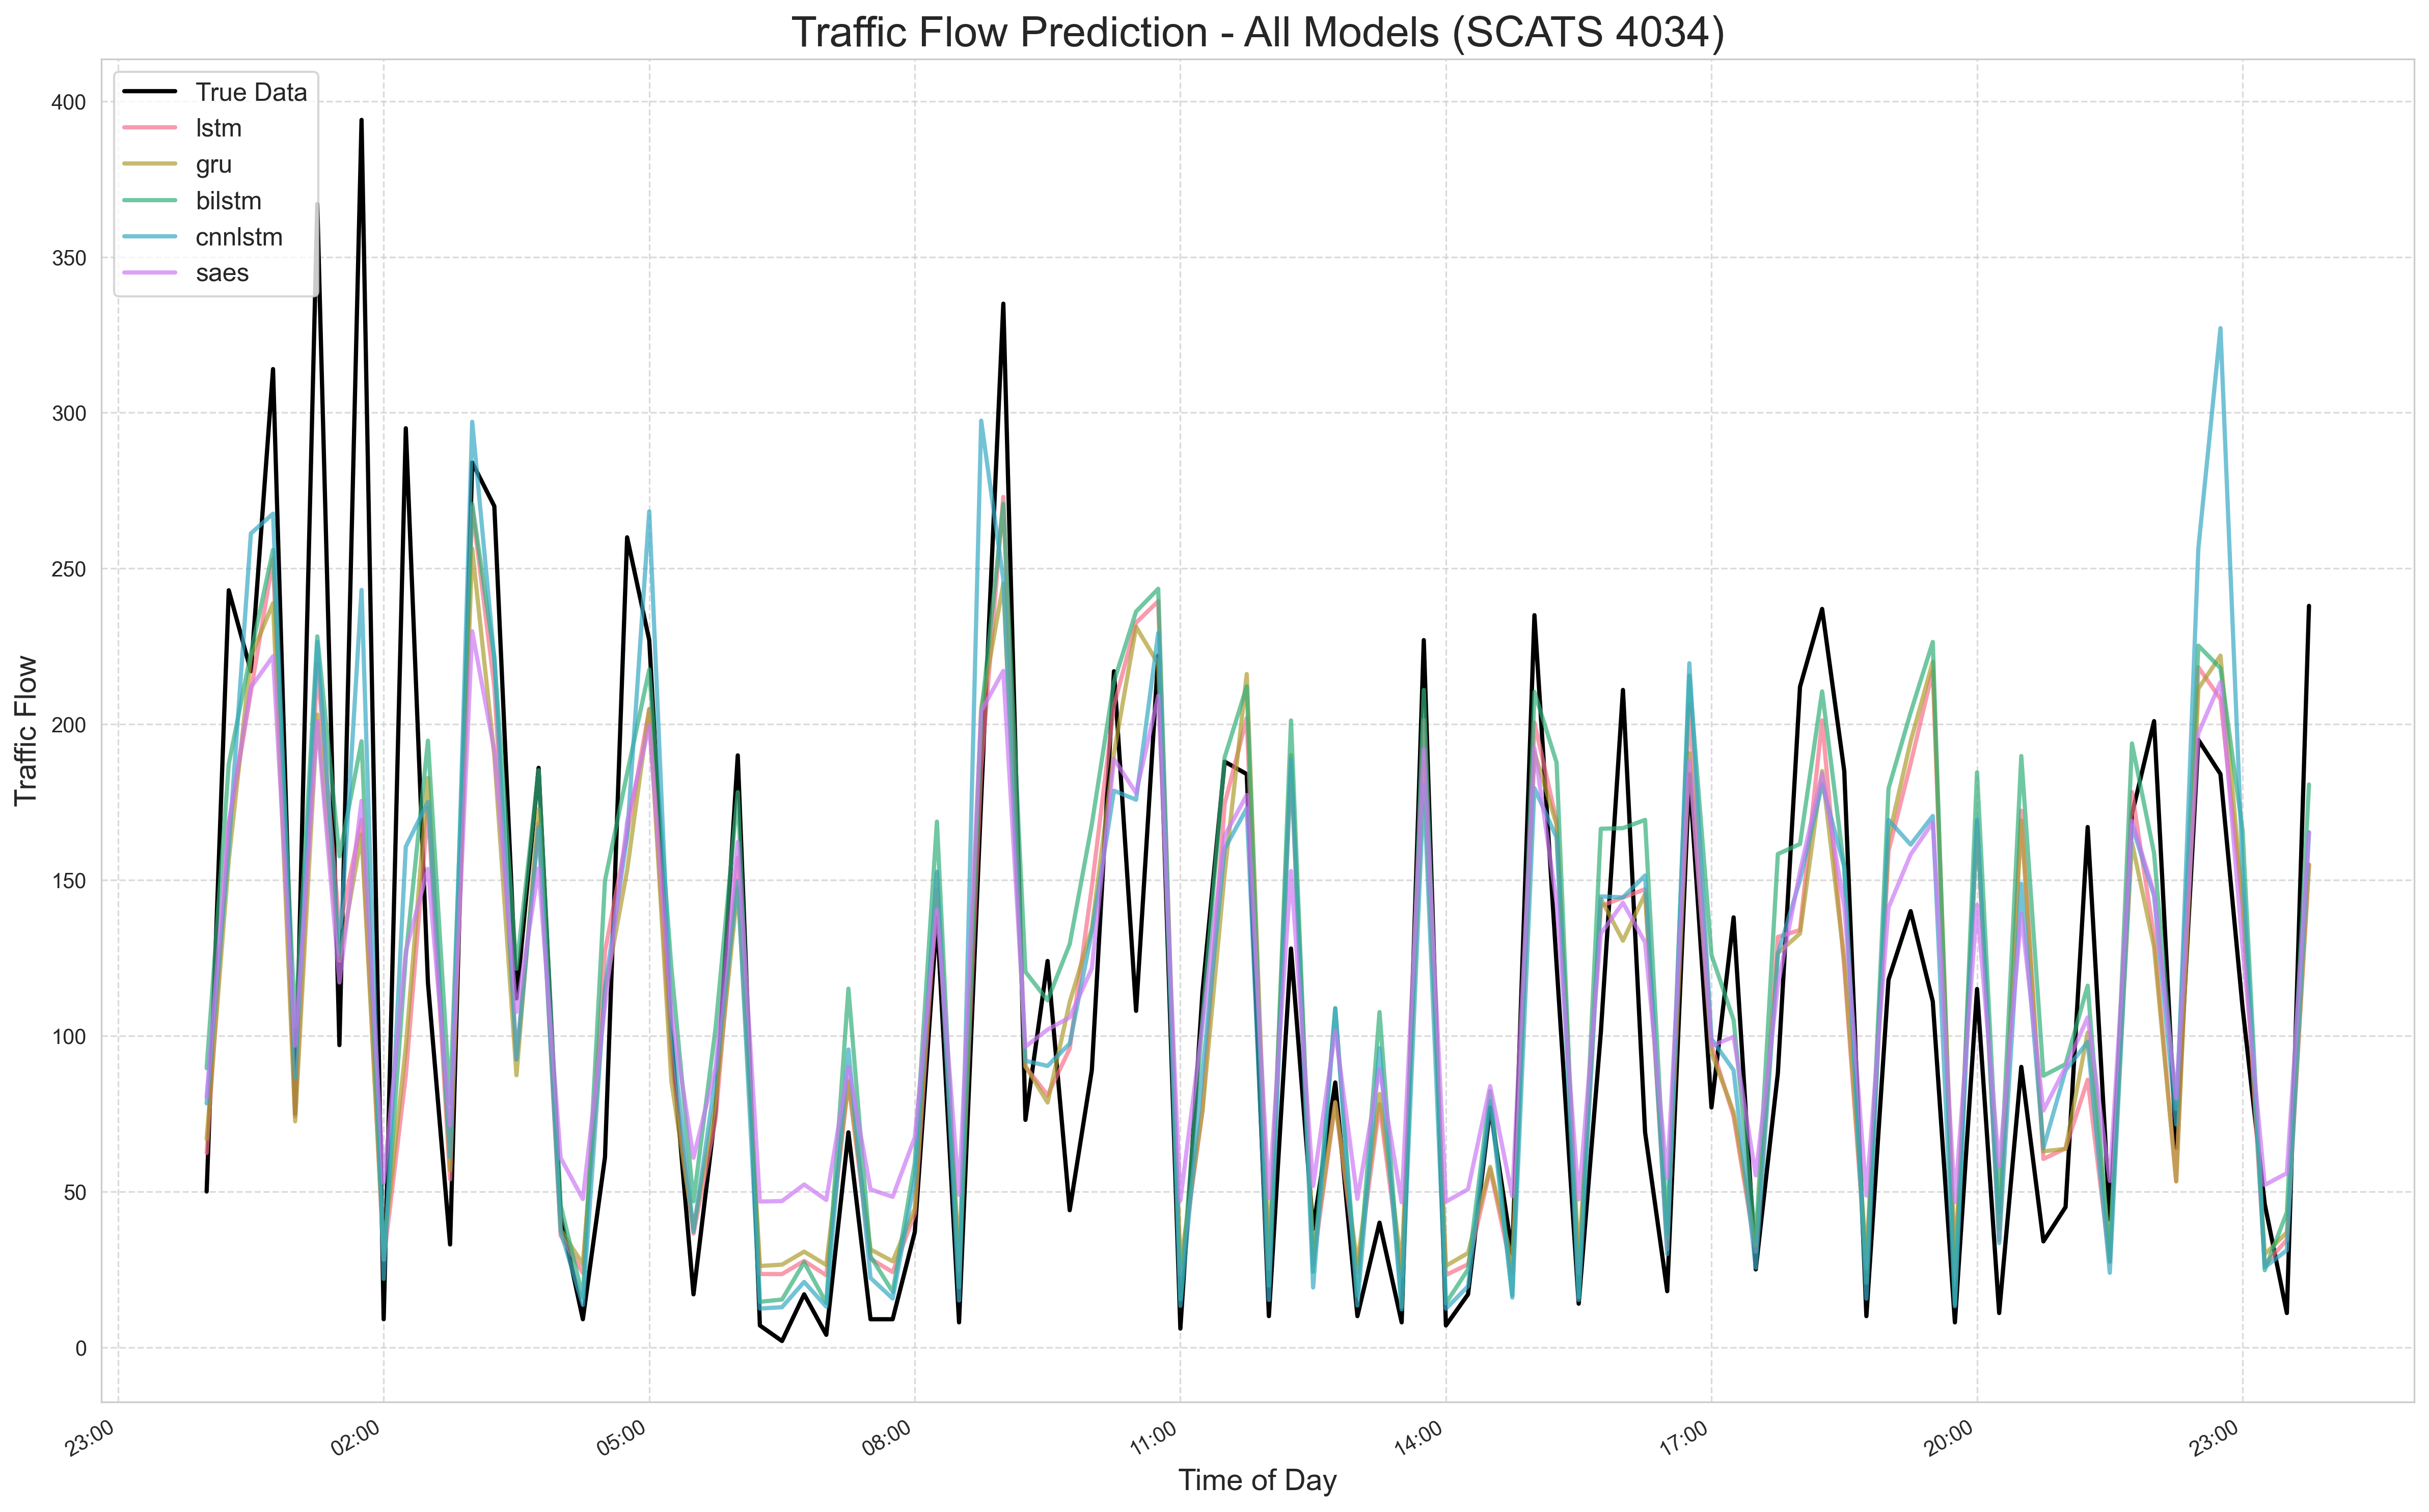 Traffic Flow Prediction - All Models (SCATS 4034)
True Data
lstm
gru
bilstm
cnnlstm
saes
Traffic Flow
400
350
300
250
200
150
100
50
0
23:00
02:00
05:00
08:00
11:00
14:00
17:00
20:00
23:00
Time of Day